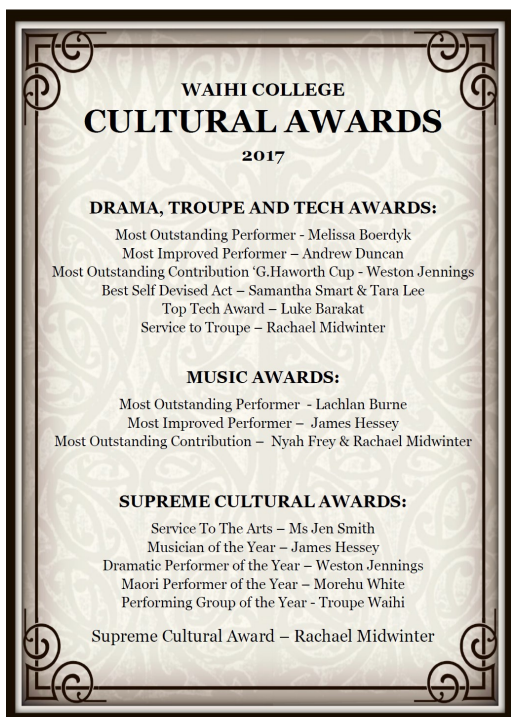 WAIHI COLLEGE
CULTURAL AWARDS
2017
DRAMA, TROUPE AND TECH AWARDS:
Most Outstanding Performer - Melissa Boerdyk
Most Improved Performer – Andrew Duncan
Most Outstanding Contribution ‘G.Haworth Cup - Weston Jennings
Best Self Devised Act – Samantha Smart & Tara Lee
Top Tech Award – Luke Barakat
Service to Troupe – Rachael Midwinter
MUSIC AWARDS:
Most Outstanding Performer - Lachlan Burne
Most Improved Performer – James Hessey
Most Outstanding Contribution – Nyah Frey & Rachael Midwinter
SUPREME CULTURAL AWARDS:
Service To The Arts – Ms Jen Smith
Musician of the Year – James Hessey
Dramatic Performer of the Year – Weston Jennings
Maori Performer of the Year – Morehu White
Performing Group of the Year - Troupe Waihi
Supreme Cultural Award – Rachael Midwinter